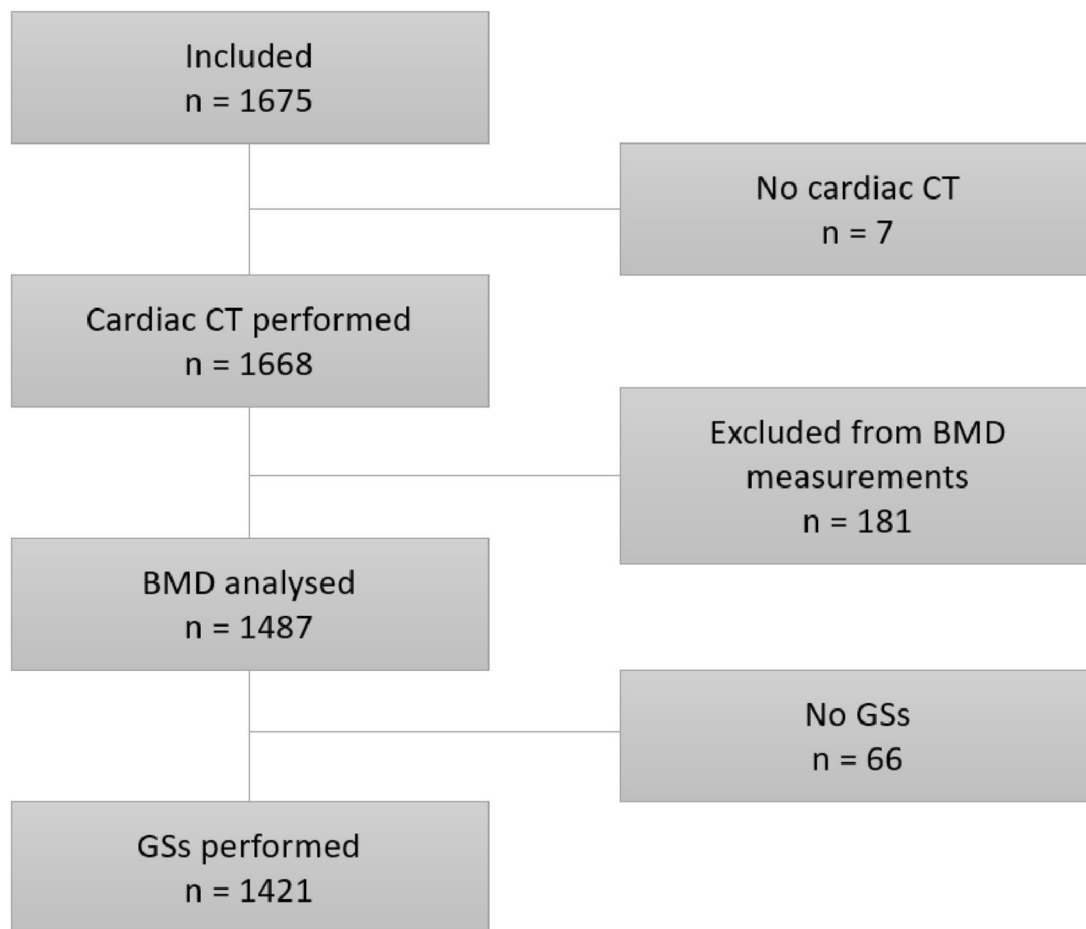 Included
n = 1675
No cardiac CT
n = 7
Cardiac CT performed
n = 1668
Excluded from BMD
measurements
n = 181
BMD analysed
n = 1487
No GSs
n = 66
GSs performed
n = 1421